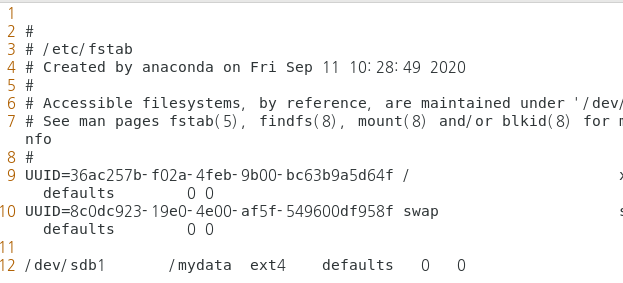 1
2 #
3 # /etc/fstab
4 # Created by anaconda on Fri Sep 11 10:28:49 2020
5 #
6 # Accessible filesystems, by reference, are maintained under '/dev/
7 # See man pages fstab(5), findfs(8), mount(8) and/or blkid(8) for m
nfo
8 #
9 UUID=36ac257b-f02a-4feb-9b00-bc63b9a5d64f /
defaults 0 0
10 UUID=8c0dc923-19e0-4e00-af5f-549600df958f swap s
defaults 0 0
11
12 /dev/sdb1 /mydata ext4 defaults 0 0